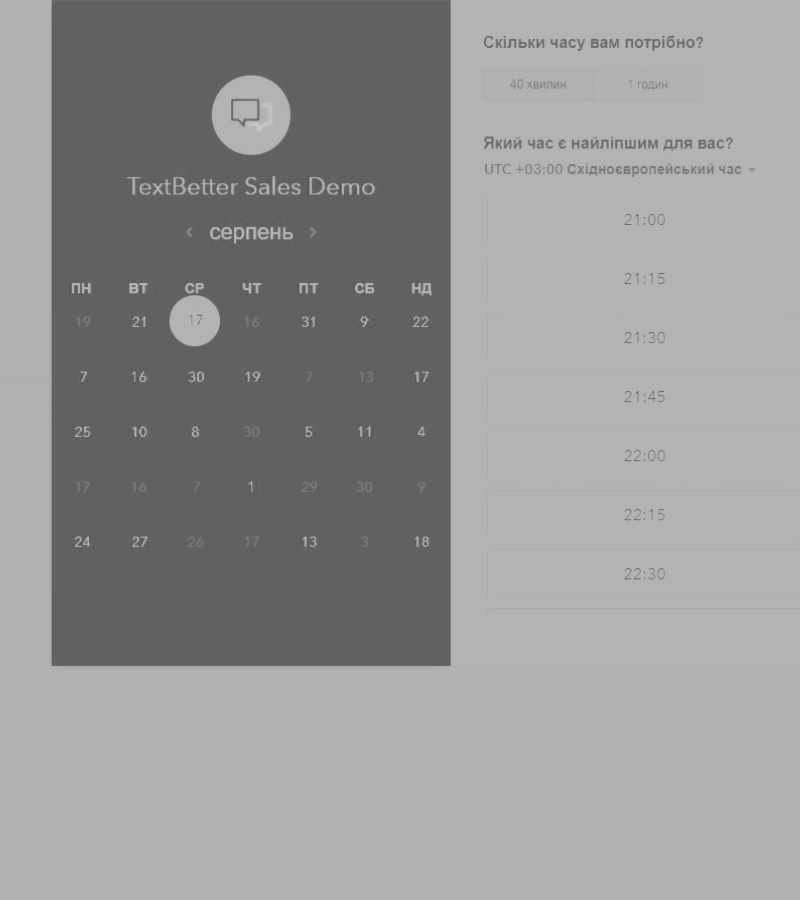 TextBetter Sales Demo
серпень
ПН ВТ СР ЧТ ПТ СБ НД
19 21 17 16 31 9 22
7 16 30 19 7 13 17
25 10 8 30 5 11 4
17 16 7 1 29 30 9
24 27 26 17 13 3 18
Скільки часу вам потрібно?
40 хвилин 1 годин
Який час є найліпшим для вас?
UTC +03:00 Східноєвропейський час
21:00
21:15
21:30
21:45
22:00
22:15
22:30